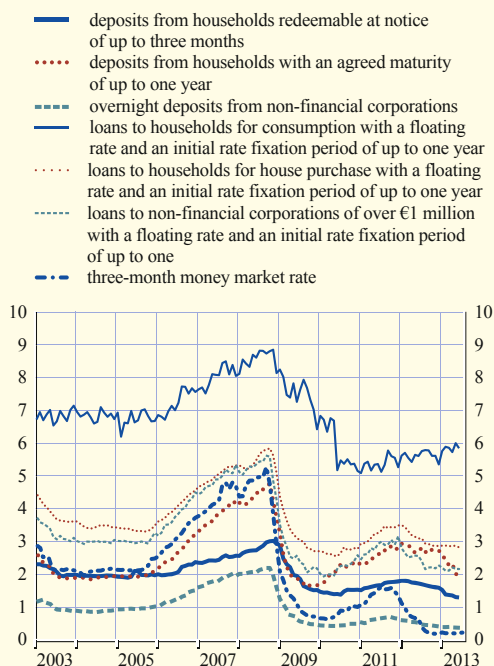 deposits from households redeemable at notice
of up to three months
deposits from households with an agreed maturity
of up to one year
overnight deposits from non-financial corporations
loans to households for consumption with a floating
rate and an initial rate fixation period of up to one year
loans to households for house purchase with a floating
rate and an initial rate fixation period of up to one year
loans to non-financial corporations of over €1 million
with a floating rate and an initial rate fixation period
of up to one
three-month money market rate
10 10
9 9
8 8
7 7
6 6
5 5
4 4
3 3
2 2
1 1
0 0
2003 2005 2007 2009 2011 2013